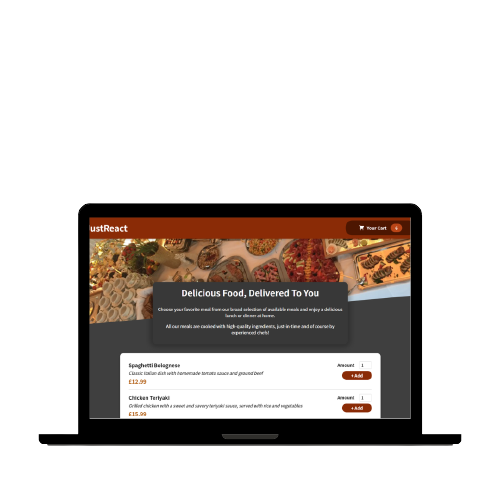 ustReact
Your Cart
Delicious Food, Delivered To You
Choose your favorite meal from our broad selection of available meals and enjoy a delicious
lunch or dinner at home.
All our meals are cooked with high-quality ingredients, just-in-time and of course by
experienced chefs!
Spaghetti Bolognese
Amount 1
Classic Italian dish with homemade tomato sauce and ground beef
+ Add
£12.99
Chicken Teriyaki
Amount 1
Grilled chicken with a sweet and savory teriyaki sauce, served with rice and vegetables
+ Add
£15.99